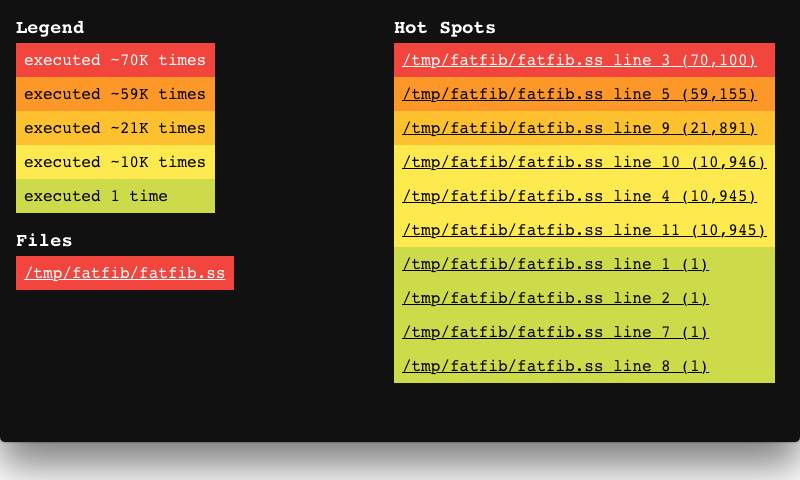 Legend
executed ~70K times
executed ~59K times
executed ~21K times
executed ~10K times
executed 1 time
Files
/tmp/fatfib/fatfib.ss
Hot Spots
/tmp/fatfib/fatfib.ss line 3 (70,100)
/tmp/fatfib/fatfib.ss line 5 (59,155)
/tmp/fatfib/fatfib.ss line 9 (21,891)
/tmp/fatfib/fatfib.ss line 10 (10,946)
/tmp/fatfib/fatfib.ss line 4 (10,945)
/tmp/fatfib/fatfib.ss line 11 (10,945)
/tmp/fatfib/fatfib.ss line 1 (1)
/tmp/fatfib/fatfib.ss line 2 (1)
/tmp/fatfib/fatfib.ss line 7 (1)
/tmp/fatfib/fatfib.ss line 8 (1)